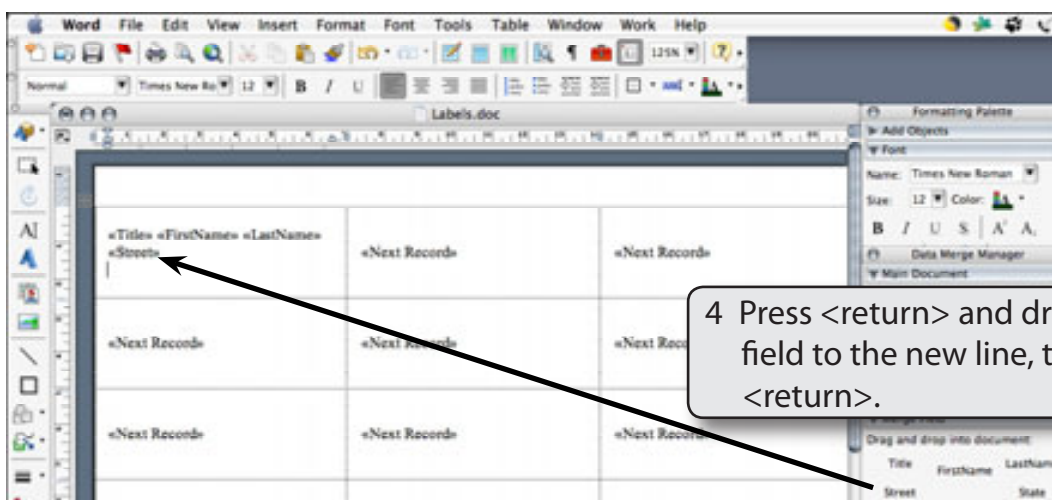 Word File Edit View Insert Format Font Tools Table Window Work Help
125%
Normal Times New Ro 12 B I U
Labels.doc
Formatting Palette
Add Objects
Font
Name: Times New Roman
Size: 12 Color:
B I U S A A
Data Merge Manager
Main Document
«Title» «FirstName» «LastName»
«Street»
«Next Record» «Next Record»
4 Press <return> and dr
field to the new line, t
<return>.
«Next Record» «Next Record» «Next Reco
«Next Record» «Next Record» «Next Record
Drag and drop into document
Title FirstName LastNam
Street State